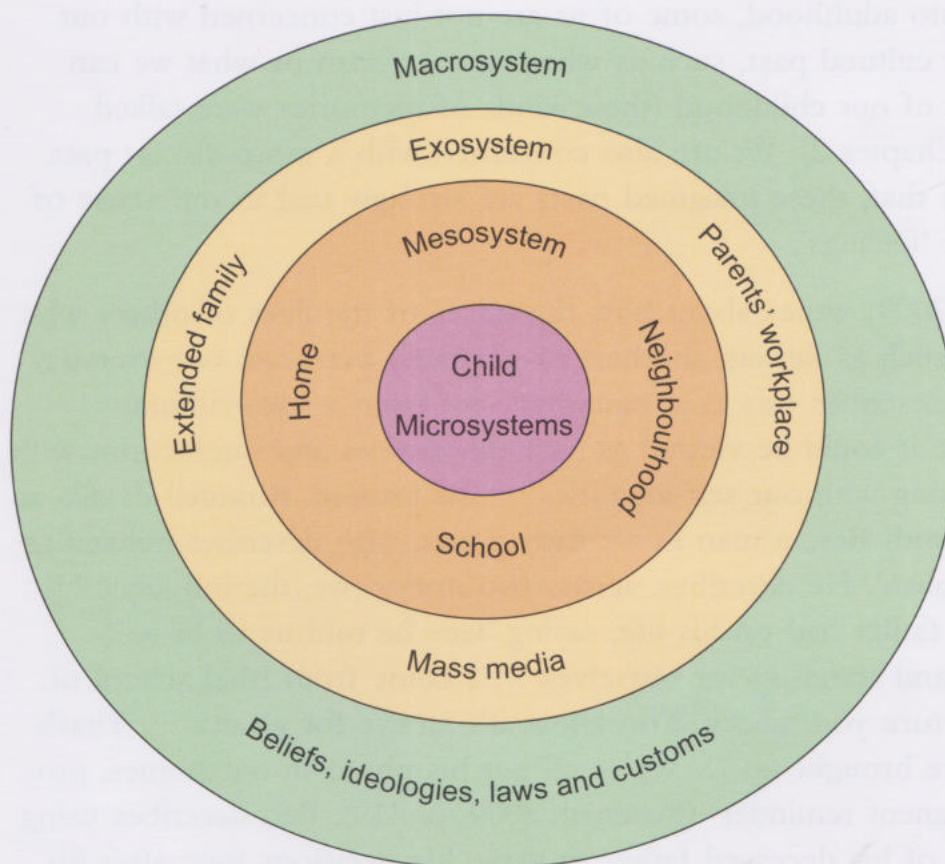 Macrosystem
Exosystem
Mesosystem
Extended family
Home
Child
Microsystems
Neighbourhood
Parents' workplace
School
Mass media
Beliefs, ideologies, laws and customs